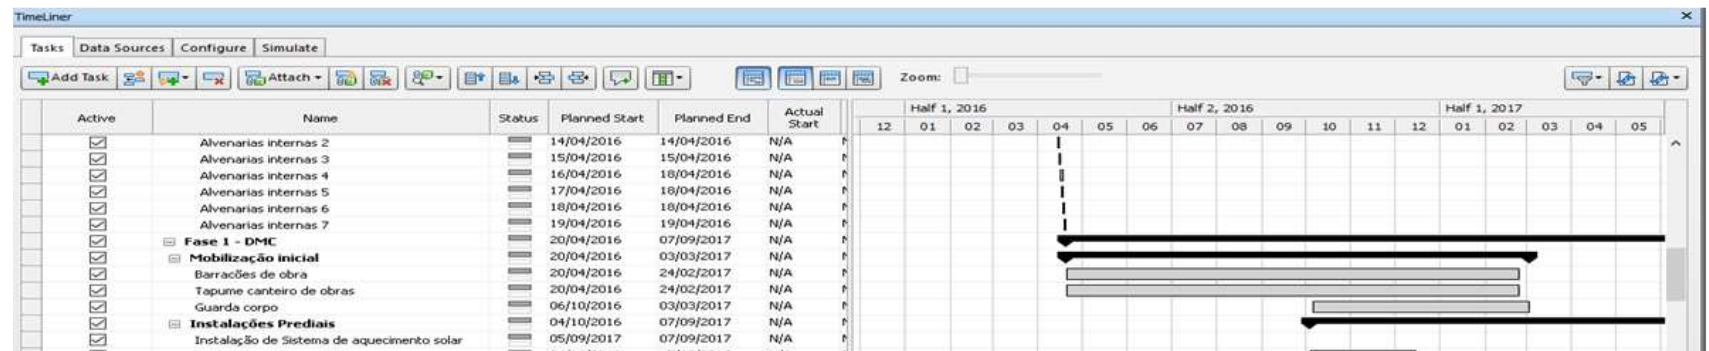 TimeLiner
Tasks Data Sources Configure Simulate
Add Task Attach Zoom:
Half 1, 2016 Half 2, 2016 Half 1, 2017
Active Name Status Planned Start Planned End Actual Start
12 01 02 03 04 05 06 07 08 09 10 11 12 01 02 03 04 05
Alvenarias internas 2 14/04/2016 14/04/2016 N/A
Alvenarias internas 3 15/04/2016 15/04/2016 N/A
Alvenarias internas 4 16/04/2016 18/04/2016 N/A
Alvenarias internas 5 17/04/2016 18/04/2016 N/A
Alvenarias internas 6 18/04/2016 18/04/2016 N/A
Alvenarias internas 7 19/04/2016 19/04/2016 N/A
Fase 1 - DMC 20/04/2016 07/09/2017 N/A
Mobilização inicial 20/04/2016 03/03/2017 N/A
Barracões de obra 20/04/2016 24/02/2017 N/A
Tapume canteiro de obras 20/04/2016 24/02/2017 N/A
Guarda corpo 06/10/2016 03/03/2017 N/A
Instalações Prediais 04/10/2016 07/09/2017 N/A
Instalação de Sistema de aquecimento solar 05/09/2017 07/09/2017 N/A